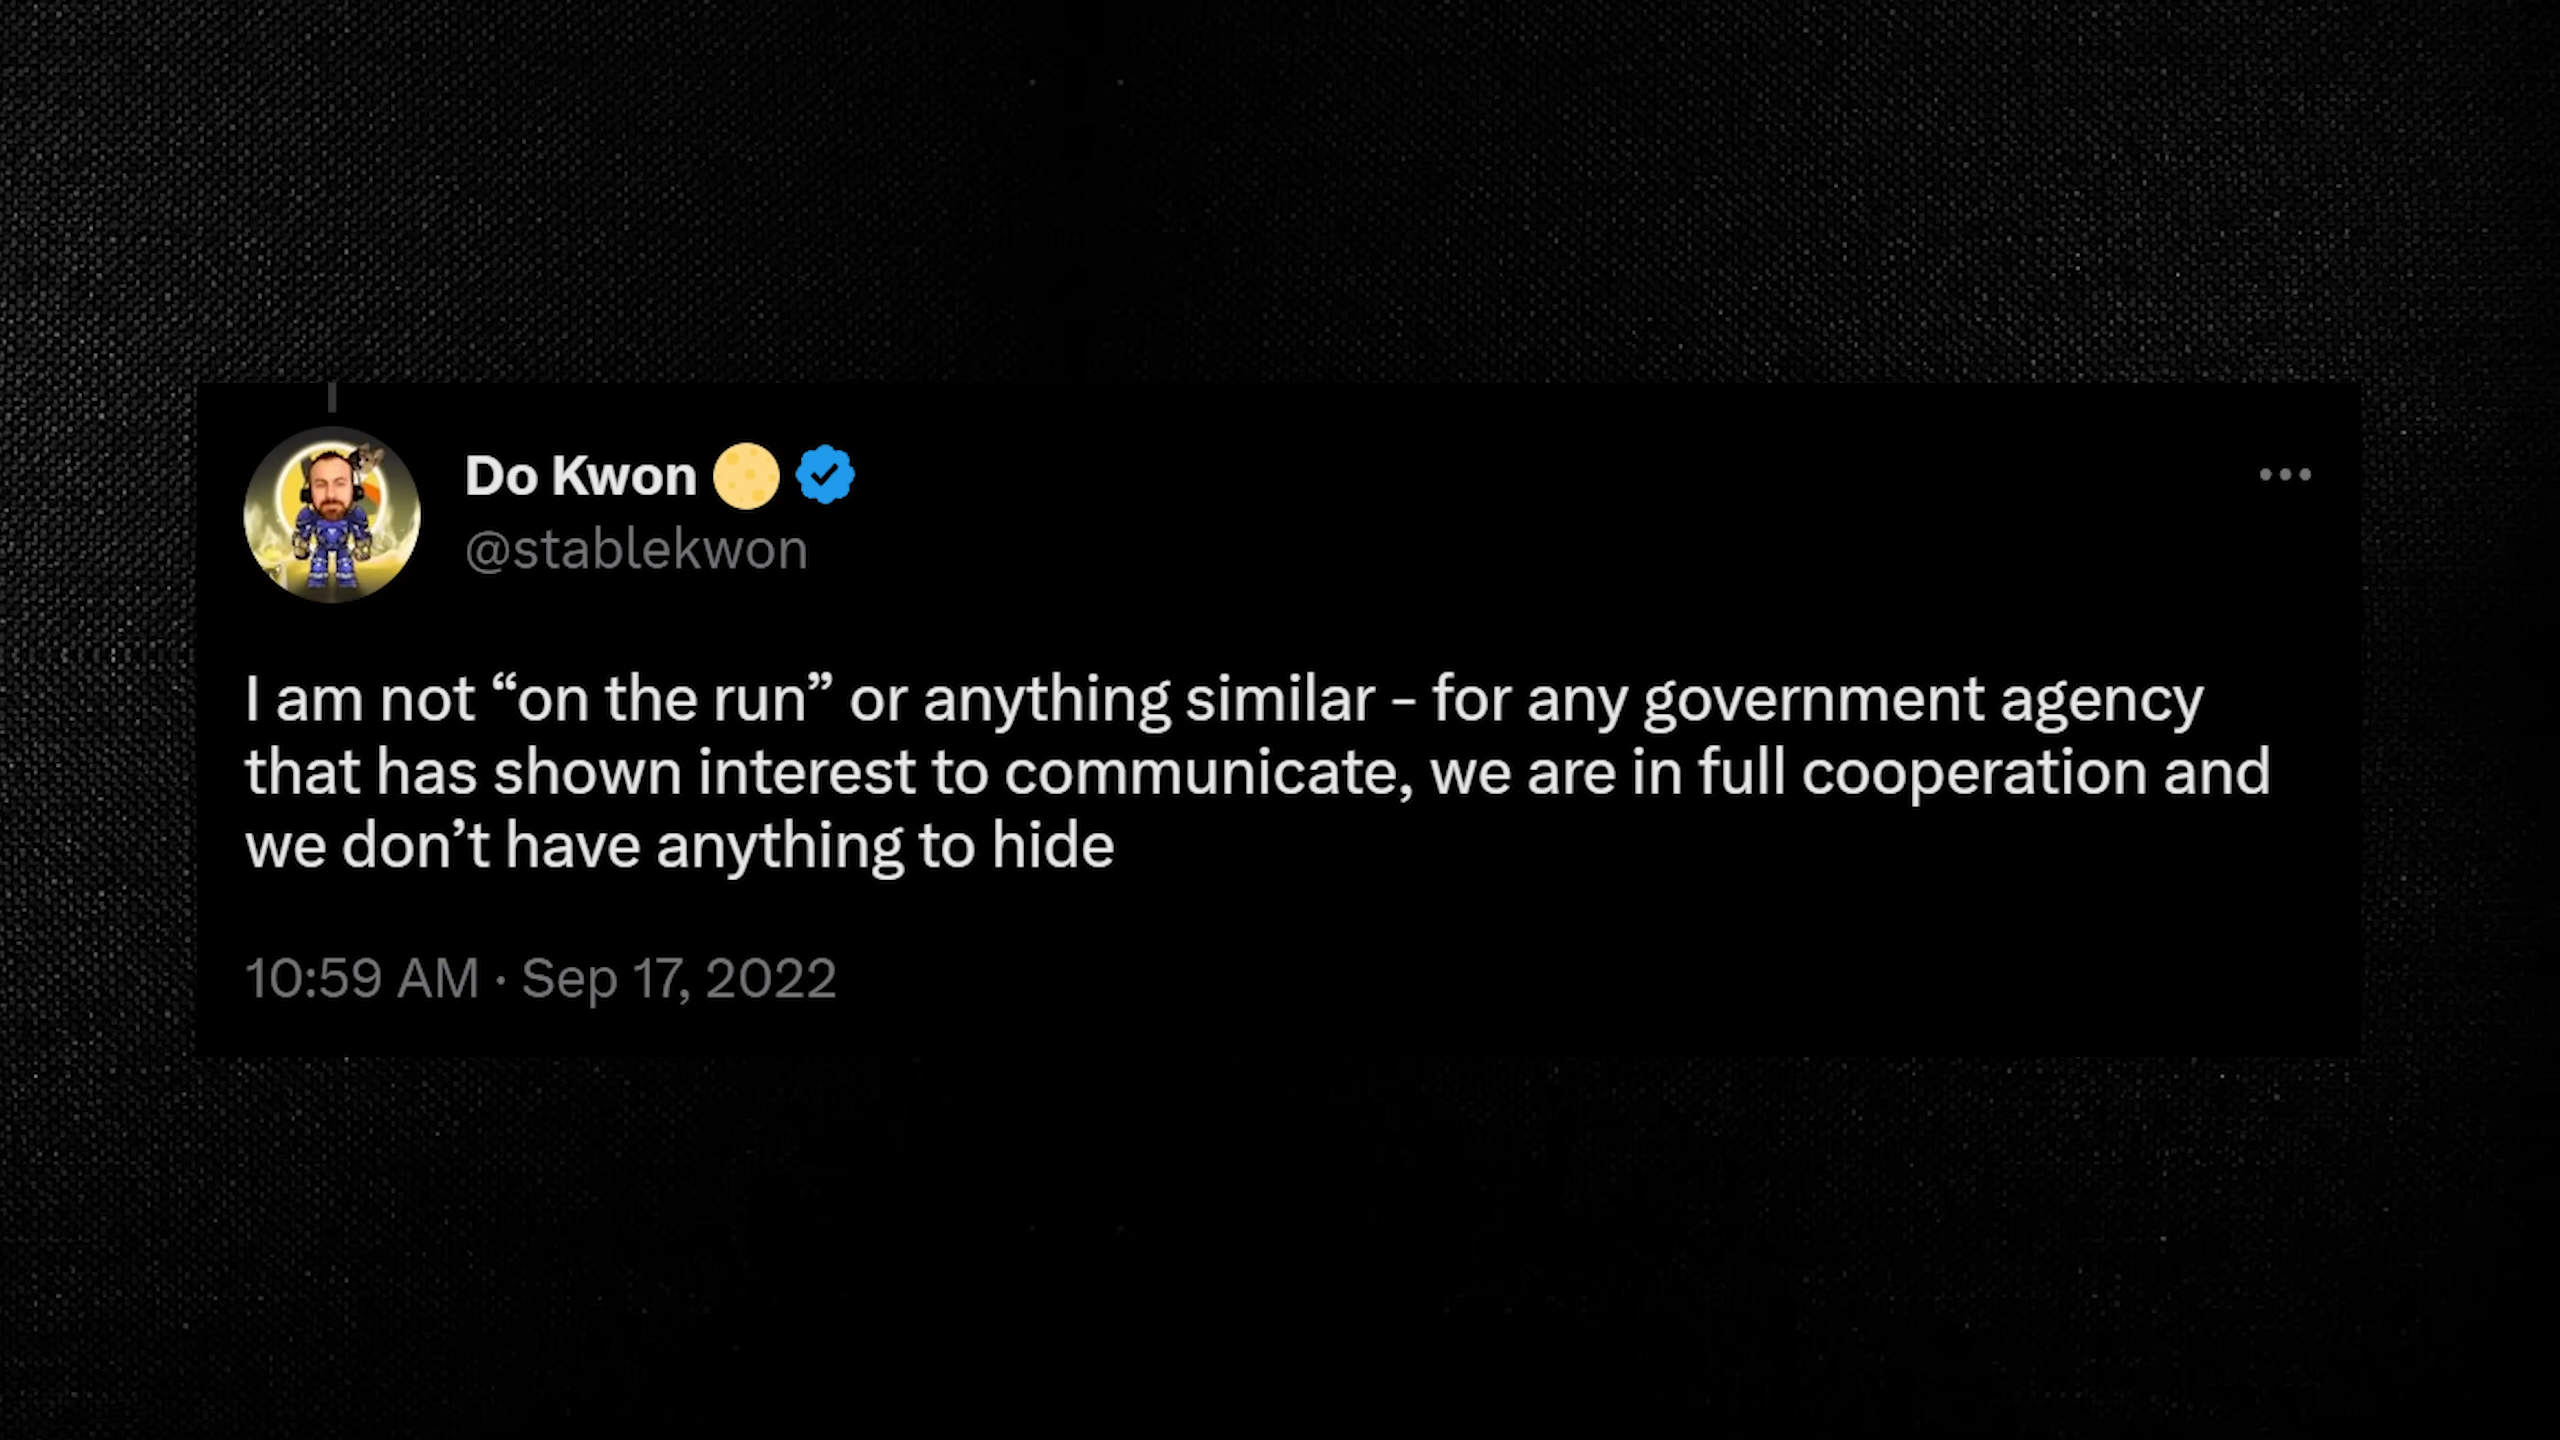 Do Kwon
@stablekwon
I am not “on the run” or anything similar – for any government agency
that has shown interest to communicate, we are in full cooperation and
we don’t have anything to hide
10:59 AM · Sep 17, 2022